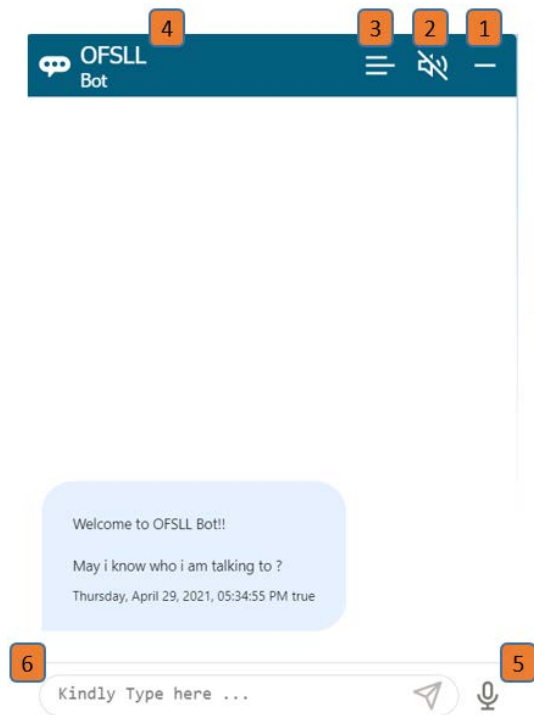 4
3
2
1
OFSLL
Bot
Welcome to OFSLL Bot!!
May i know who i am talking to ?
Thursday, April 29, 2021, 05:34:55 PM true
6
5
Kindly Type here ...